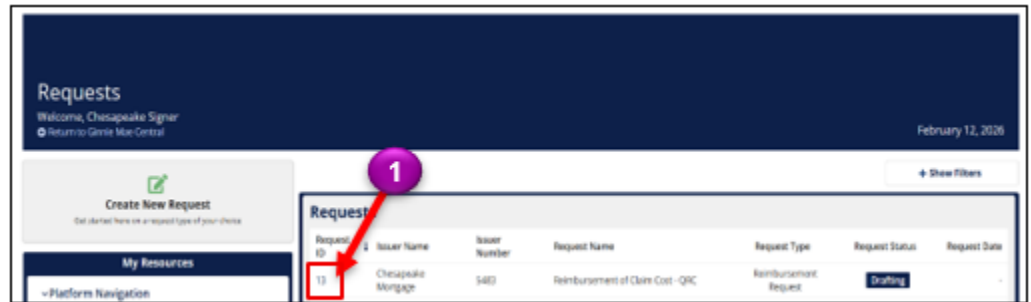 Requests
Welcome, Chesapeake Signer
Return to Ginnie Mae Central
February 12, 2026
1
+ Show Filters
Create New Request
Get started here on a request type of your choice
My Resources
Platform Navigation
Requests
Request ID Issuer Name Issuer Number Request Name Request Type Request Status Request Date
13 Chesapeake Mortgage 5483 Reimbursement of Claim Cost - QRC Reimbursement Request Drafting -